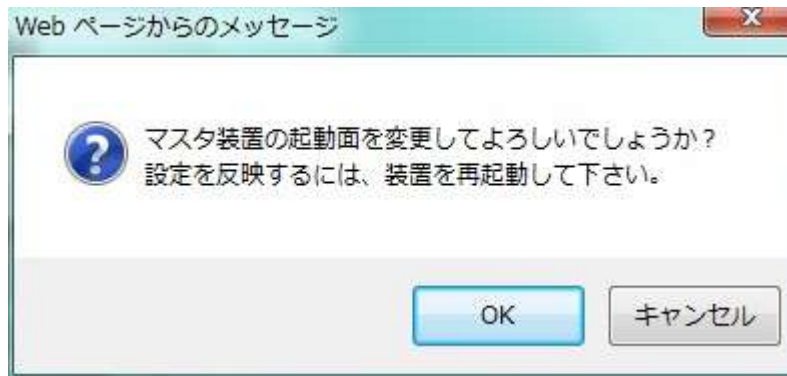 Web ページからのメッセージ
マスタ装置の起動面を変更してよろしいでしょうか？
設定を反映するには、装置を再起動して下さい。
OK
キャンセル